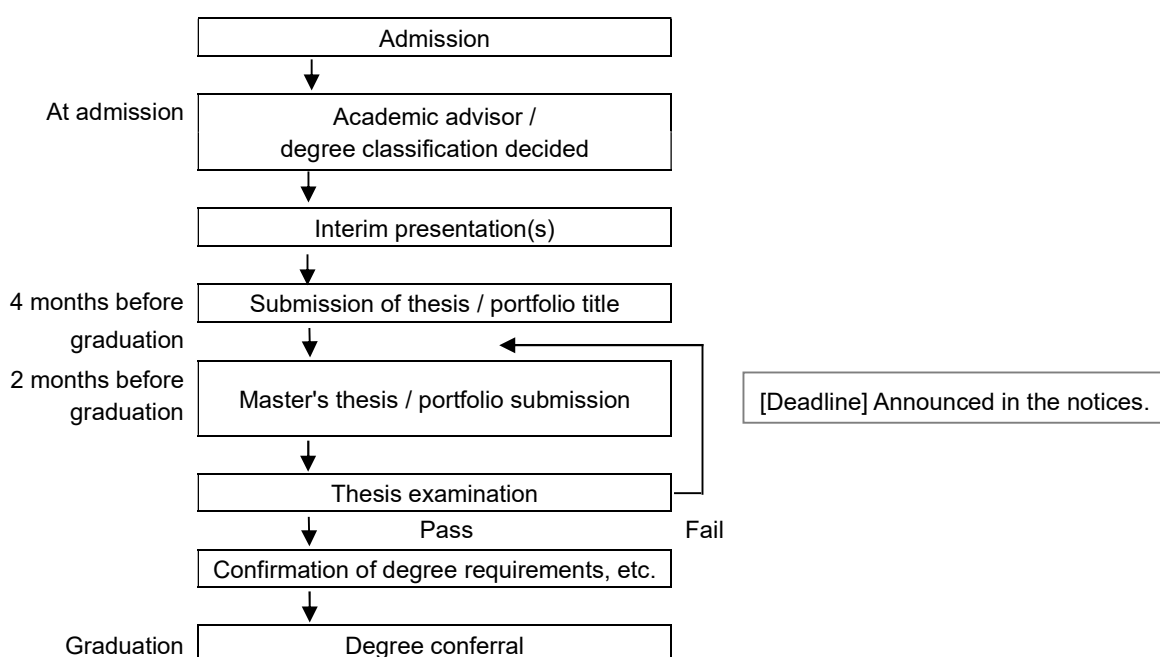 Admission
At admission
Academic advisor /
degree classification decided
Interim presentation(s)
4 months before
graduation
Submission of thesis / portfolio title
2 months before
graduation
Master's thesis / portfolio submission
[Deadline] Announced in the notices.
Thesis examination
Pass
Fail
Confirmation of degree requirements, etc.
Graduation
Degree conferral